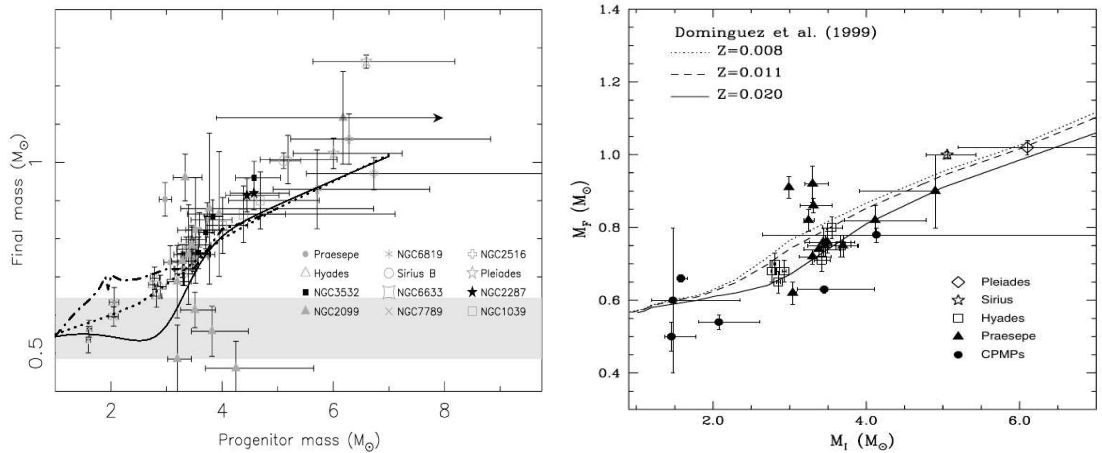 Final mass (M⊙)
1
0.5
Praesepe
NGC6819
NGC2516
Hyades
Sirius B
Pleiades
NGC3532
NGC6633
NGC2287
NGC2099
NGC7789
NGC1039
2 4 6 8
Progenitor mass (M⊙)
Dominguez et al. (1999)
Z=0.008
Z=0.011
Z=0.020
M_F (M⊙)
1.4
1.2
1.0
0.8
0.6
0.4
Pleiades
Sirius
Hyades
Praesepe
CPMPs
2.0 4.0 6.0
M_I (M⊙)